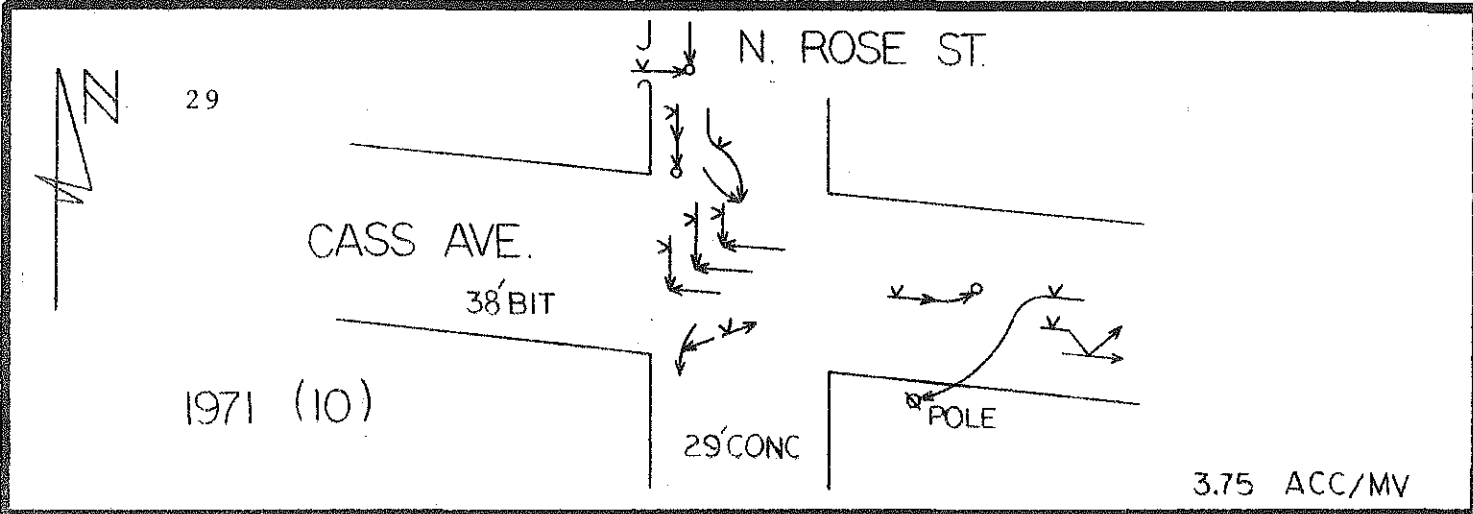 N. ROSE ST.
N
29
CASS AVE.
38' BIT
1971 (10)
POLE
29' CONC
3.75 ACC/MV